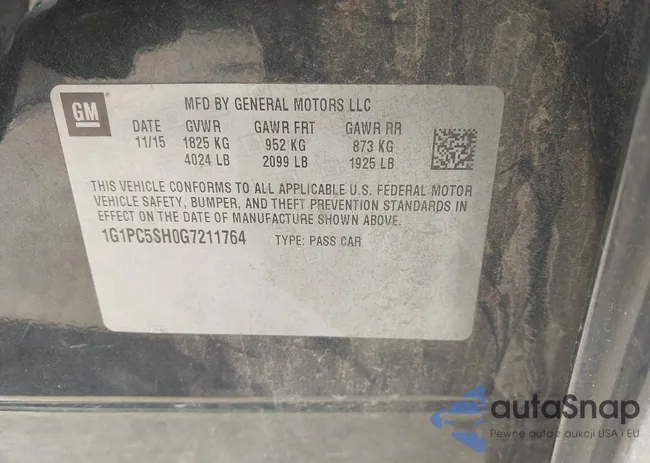 GM
MFD BY GENERAL MOTORS LLC
DATE GVWR GAWR FRT GAWR RR
11/15 1825 KG 952 KG 873 KG
4024 LB 2099 LB 1925 LB
THIS VEHICLE CONFORMS TO ALL APPLICABLE U.S. FEDERAL MOTOR
VEHICLE SAFETY, BUMPER, AND THEFT PREVENTION STANDARDS IN
EFFECT ON THE DATE OF MANUFACTURE SHOWN ABOVE.
1G1PC5SH0G7211764 TYPE: PASS CAR
autaSnap
Pewne auta z aukcji USA i EU